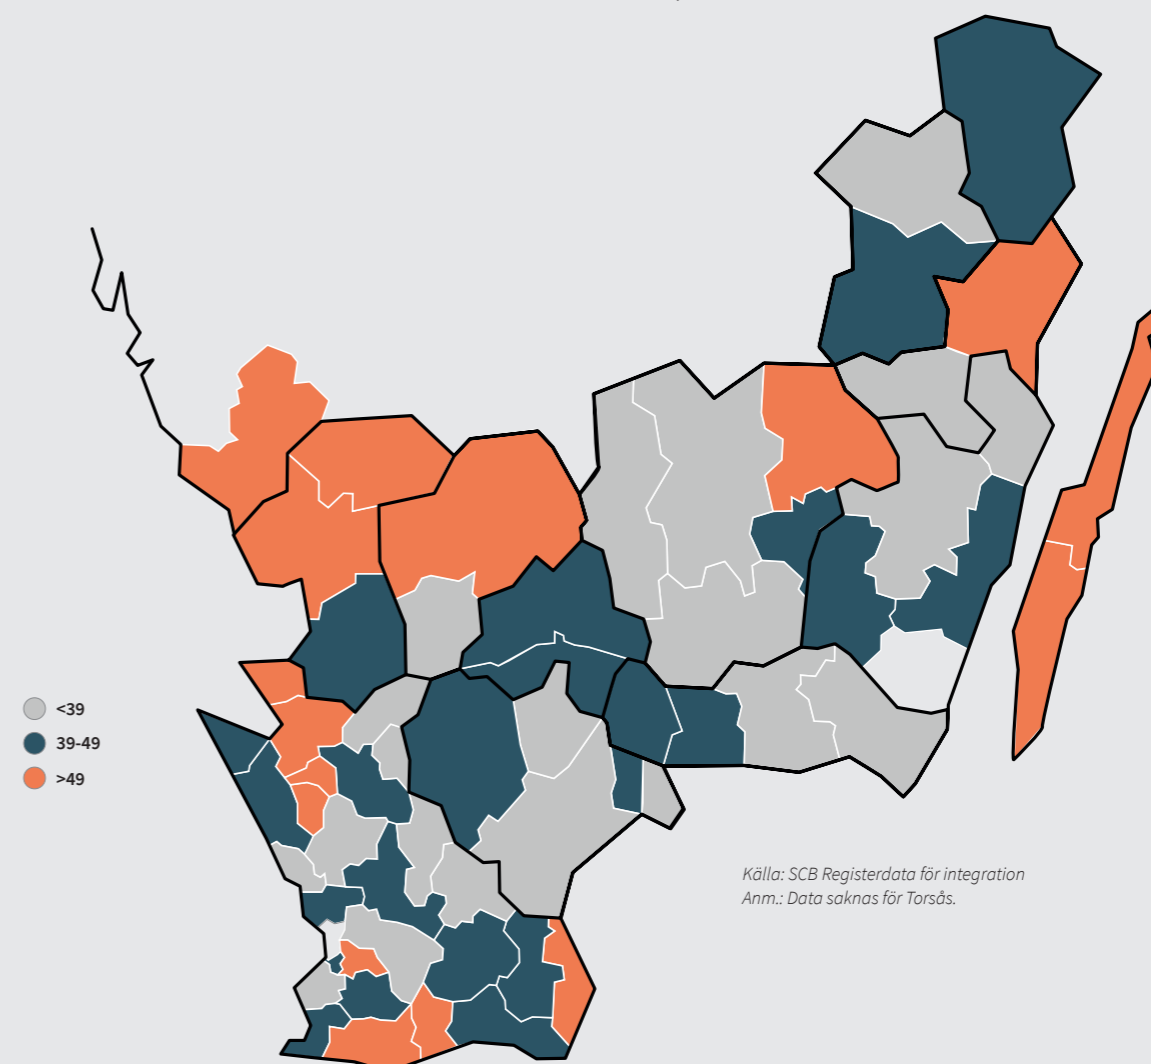 <39
39-49
>49
Källa: SCB Registerdata för integration
Anm.: Data saknas för Torsås.